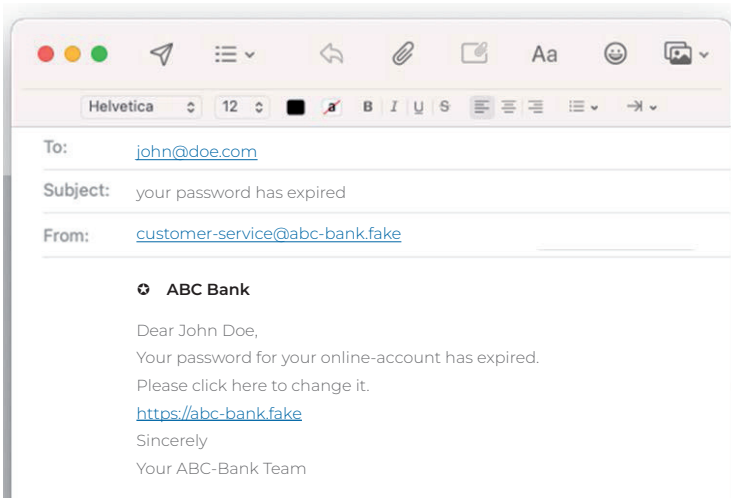 Aa
Helvetica 12 a B I U S
To: john@doe.com
Subject: your password has expired
From: customer-service@abc-bank.fake
✪ ABC Bank
Dear John Doe,
Your password for your online-account has expired.
Please click here to change it.
https://abc-bank.fake
Sincerely
Your ABC-Bank Team